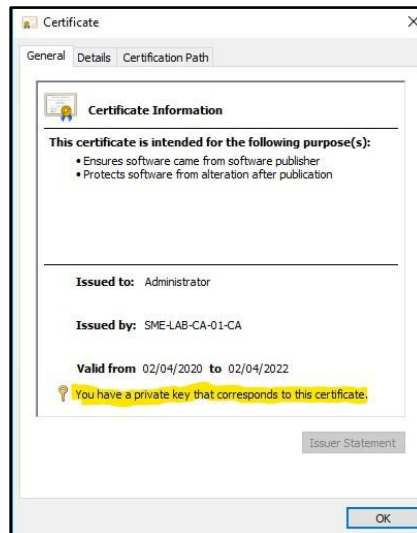 Certificate
General Details Certification Path
Certificate Information
This certificate is intended for the following purpose(s):
• Ensures software came from software publisher
• Protects software from alteration after publication
Issued to: Administrator
Issued by: SME-LAB-CA-01-CA
Valid from 02/04/2020 to 02/04/2022
You have a private key that corresponds to this certificate.
Issuer Statement
OK